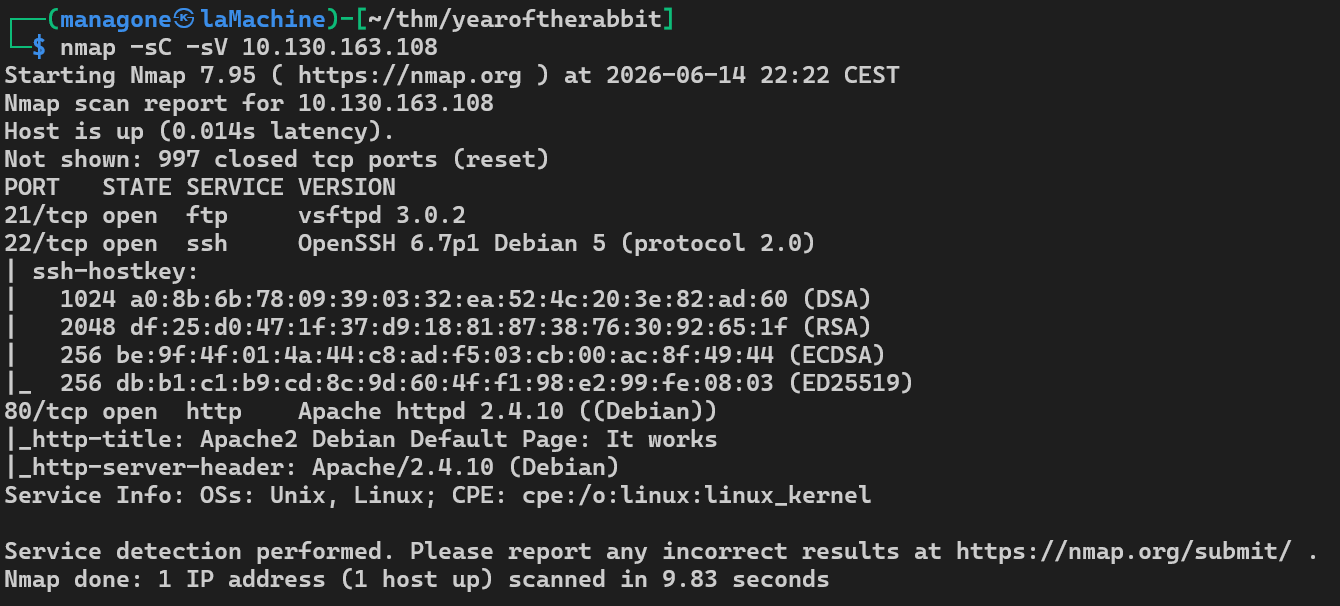 ┌──(managone㉿laMachine)-[~/thm/yearoftherabbit]
└─$ nmap -sC -sV 10.130.163.108
Starting Nmap 7.95 ( https://nmap.org ) at 2026-06-14 22:22 CEST
Nmap scan report for 10.130.163.108
Host is up (0.014s latency).
Not shown: 997 closed tcp ports (reset)
PORT   STATE SERVICE VERSION
21/tcp open  ftp     vsftpd 3.0.2
22/tcp open  ssh     OpenSSH 6.7p1 Debian 5 (protocol 2.0)
| ssh-hostkey:
|   1024 a0:8b:6b:78:09:39:03:32:ea:52:4c:20:3e:82:ad:60 (DSA)
|   2048 df:25:d0:47:1f:37:d9:18:81:87:38:76:30:92:65:1f (RSA)
|   256 be:9f:4f:01:4a:44:c8:ad:f5:03:cb:00:ac:8f:49:44 (ECDSA)
|_  256 db:b1:c1:b9:cd:8c:9d:60:4f:f1:98:e2:99:fe:08:03 (ED25519)
80/tcp open  http    Apache httpd 2.4.10 ((Debian))
|_http-title: Apache2 Debian Default Page: It works
|_http-server-header: Apache/2.4.10 (Debian)
Service Info: OSs: Unix, Linux; CPE: cpe:/o:linux:linux_kernel

Service detection performed. Please report any incorrect results at https://nmap.org/submit/ .
Nmap done: 1 IP address (1 host up) scanned in 9.83 seconds